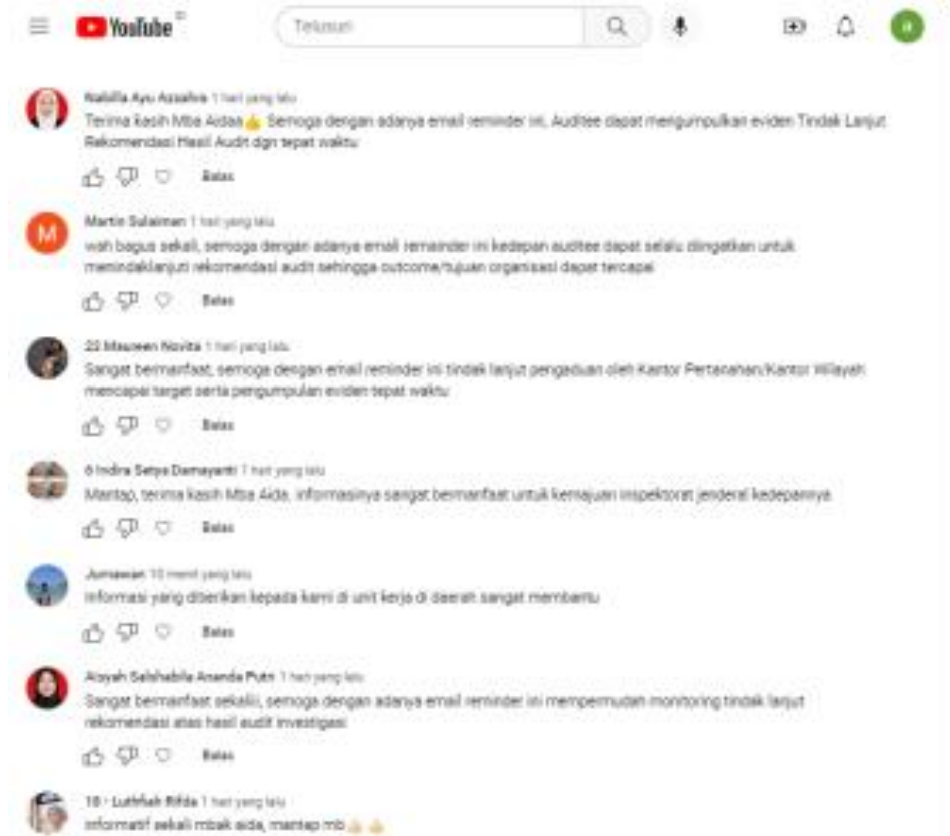 YouTube ID
Telusuri
Nabilla Ayu Azzahra 1 hari yang lalu
Terima kasih Mba Aidaa👍 Semoga dengan adanya email reminder ini, Auditee dapat mengumpulkan eviden Tindak Lanjut
Rekomendasi Hasil Audit dgn tepat waktu
Balas
M
Martin Sulaiman 1 hari yang lalu
wah bagus sekali, semoga dengan adanya email remainder ini kedepan auditee dapat selalu diingatkan untuk
menindaklanjuti rekomendasi audit sehingga outcome/tujuan organisasi dapat tercapai
Balas
22 Maureen Novita 1 hari yang lalu
Sangat bermanfaat, semoga dengan email reminder ini tindak lanjut pengaduan oleh Kantor Pertanahan/Kantor Wilayah
mencapai target serta pengumpulan eviden tepat waktu
Balas
6 Indira Setya Damayanti 1 hari yang lalu
Mantap, terima kasih Mba Aida, informasinya sangat bermanfaat untuk kemajuan inspektorat jenderal kedepannya
Balas
Jumawan 10 menit yang lalu
Informasi yang diberikan kepada kami di unit kerja di daerah sangat membantu
Balas
Aisyah Salshabila Ananda Putri 1 hari yang lalu
Sangat bermanfaat sekalii, semoga dengan adanya email reminder ini mempermudah monitoring tindak lanjut
rekomendasi atas hasil audit investigasi
Balas
18 - Luthfiah Rifda 1 hari yang lalu
informatif sekali mbak aida, mantap mb👍🏻👍🏻